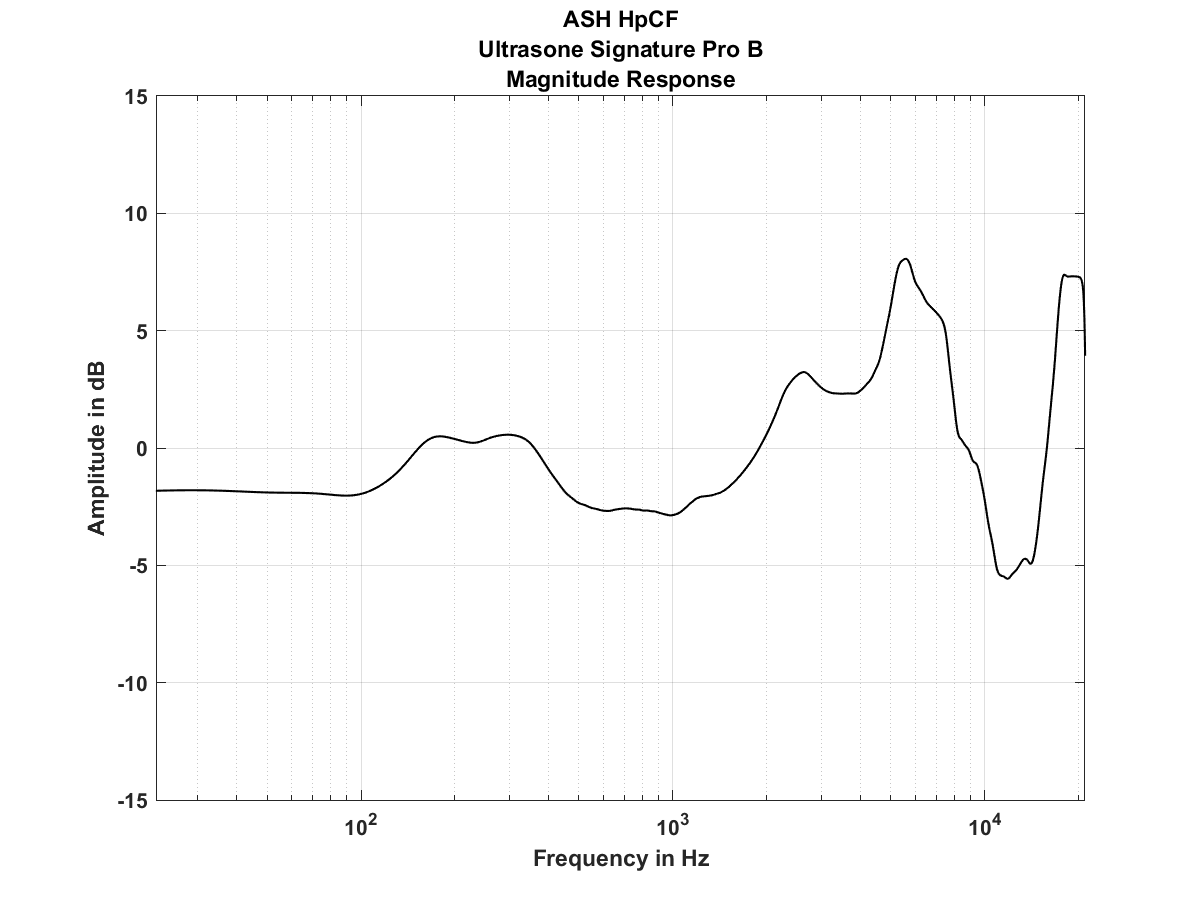 ASH HpCF
Ultrasone Signature Pro B
Magnitude Response
15
10
5
0
-5
-10
-15
Amplitude in dB
10^2
10^3
10^4
Frequency in Hz